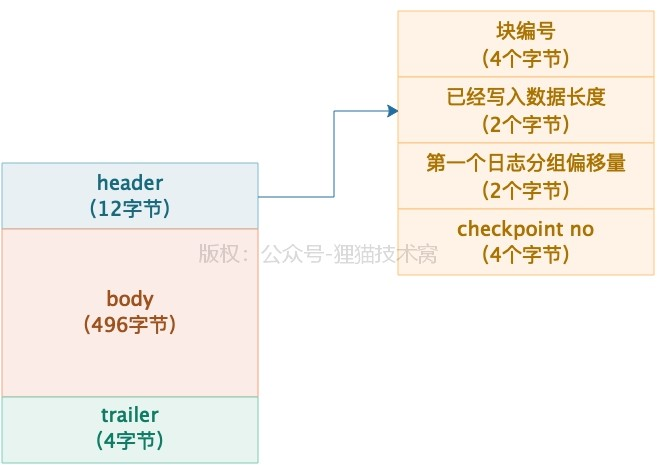 块编号
(4个字节)
已经写入数据长度
(2个字节)
第一个日志分组偏移量
(2个字节)
checkpoint no
(4个字节)
header
(12字节)
版权：公众号-狸猫技术窝
body
(496字节)
trailer
(4字节)